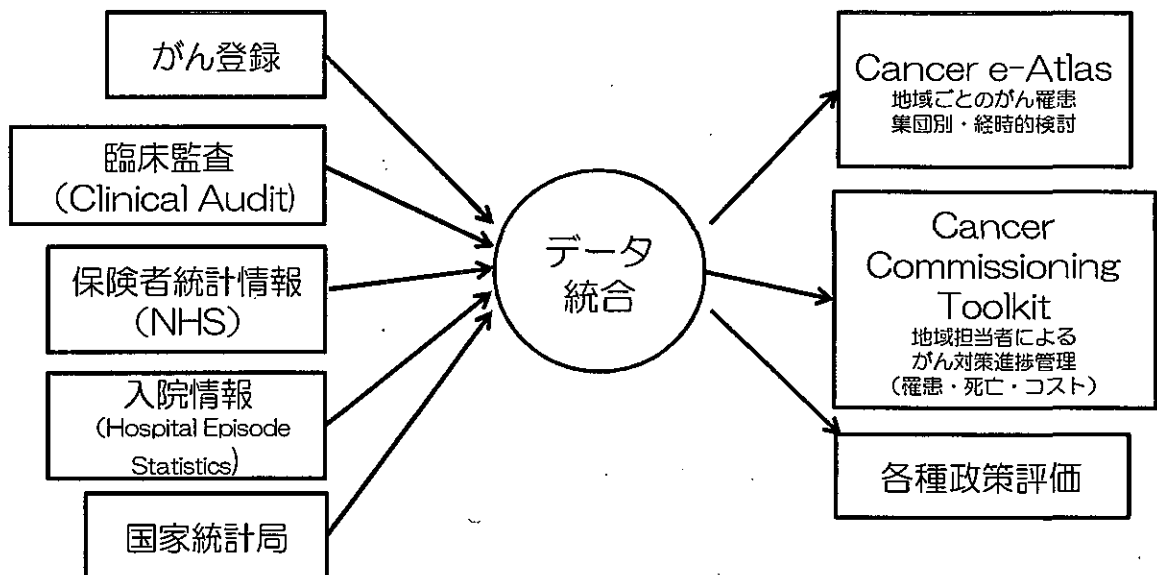 がん登録
臨床監査
(Clinical Audit)
保険者統計情報
(NHS)
入院情報
(Hospital Episode
Statistics)
国家統計局
データ
統合
Cancer e-Atlas
地域ごとのがん罹患
集団別・経時的検討
Cancer
Commissioning
Toolkit
地域担当者による
がん対策進捗管理
(罹患・死亡・コスト)
各種政策評価